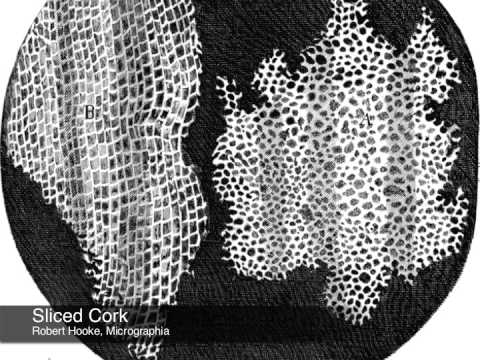 B
A
Sliced Cork
Robert Hooke, Micrographia